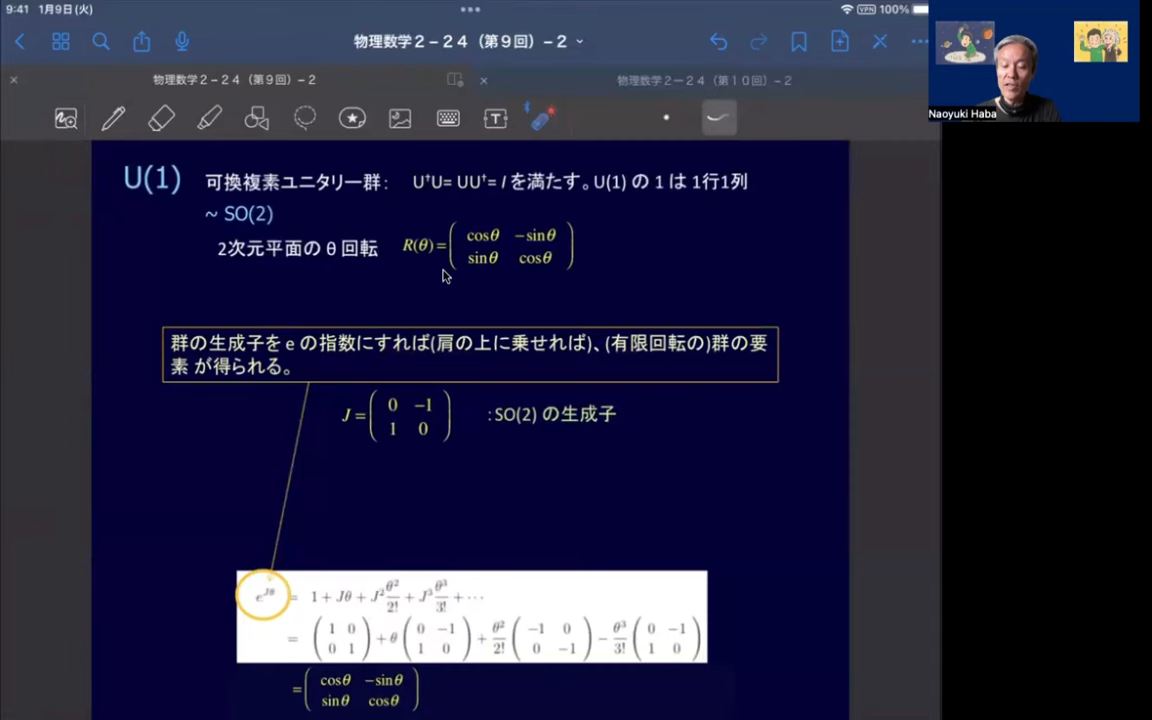 9:41 1月9日(火)
VPN 100%
物理数学２－２４（第９回）－２
物理数学２－２４（第９回）－２
物理数学２ー２４（第１０回）－２
Naoyuki Haba
U(1) 可換複素ユニタリー群： U†U= UU†= I を満たす。U(1) の 1 は 1行1列
~ SO(2)
2次元平面の θ 回転 R(θ) = ( cosθ −sinθ
sinθ cosθ )
群の生成子を e の指数にすれば(肩の上に乗せれば)、(有限回転の)群の要
素 が得られる。
J = ( 0 −1
1 0 ) : SO(2) の生成子
e^{Jθ} = 1 + Jθ + J² θ²/2! + J³ θ³/3! + ⋯
= ( 1 0
0 1 ) + θ ( 0 −1
1 0 ) + θ²/2! ( −1 0
0 −1 ) − θ³/3! ( 0 −1
1 0 )
= ( cosθ −sinθ
sinθ cosθ )